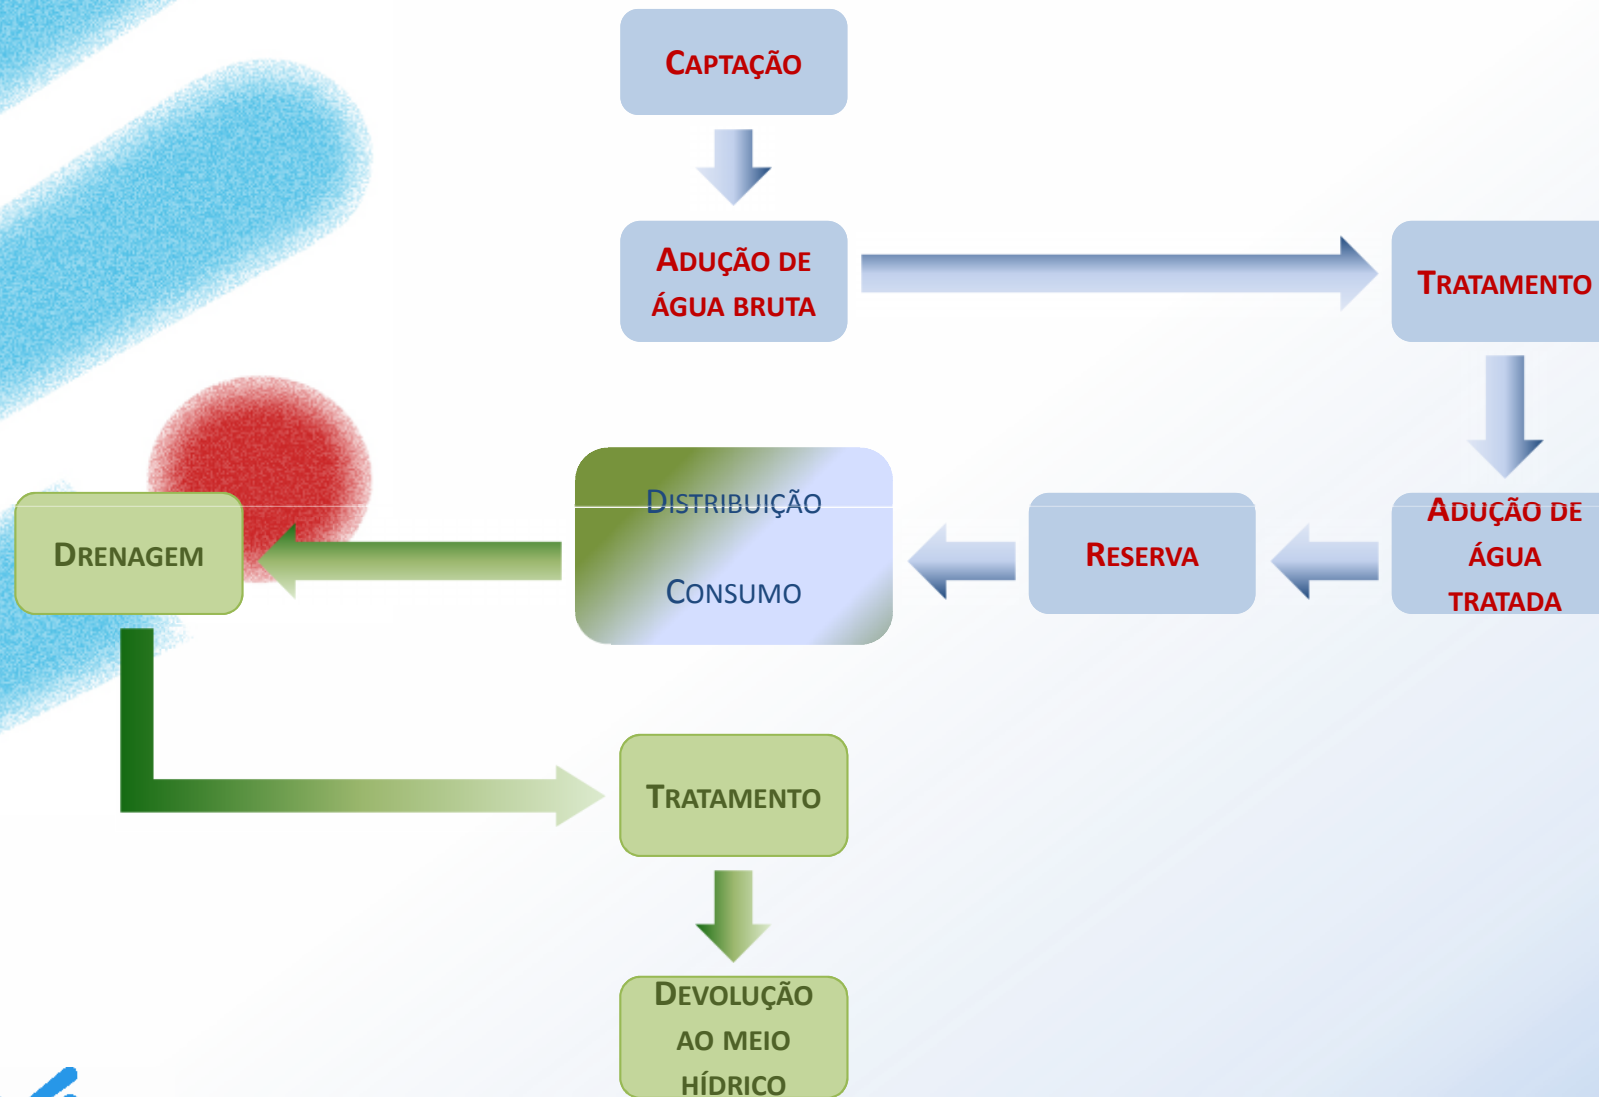 CAPTAÇÃO
ADUÇÃO DE
ÁGUA BRUTA
TRATAMENTO
ADUÇÃO DE
ÁGUA
TRATADA
RESERVA
DISTRIBUIÇÃO
CONSUMO
DRENAGEM
TRATAMENTO
DEVOLUÇÃO
AO MEIO
HÍDRICO